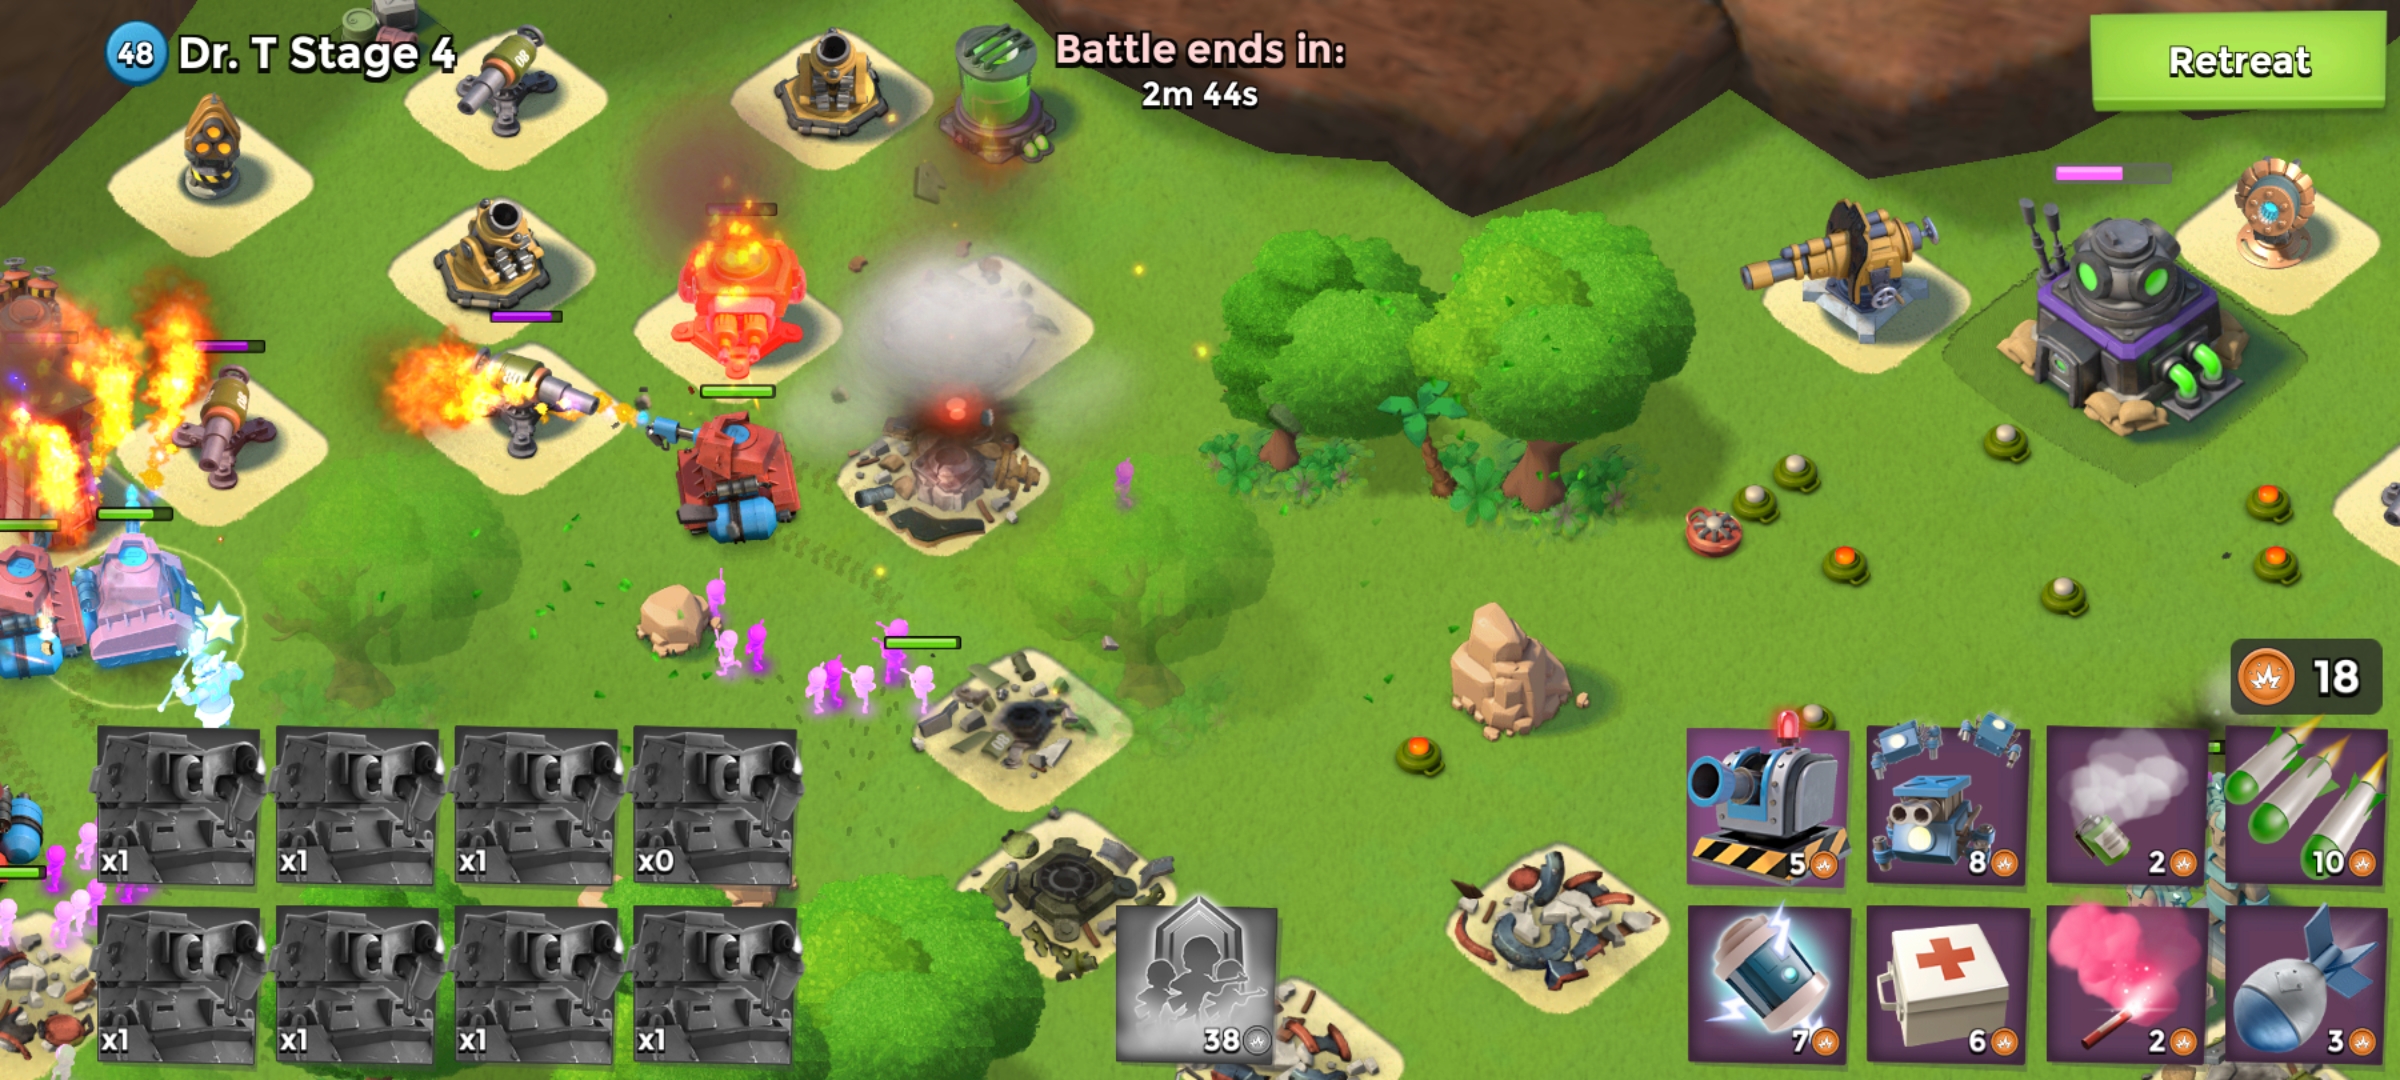 48 Dr. T Stage 4
Battle ends in:
2m 44s
Retreat
18
x1 x1 x1 x0
5 8 2 10
x1 x1 x1 x1
38
7 6 2 3